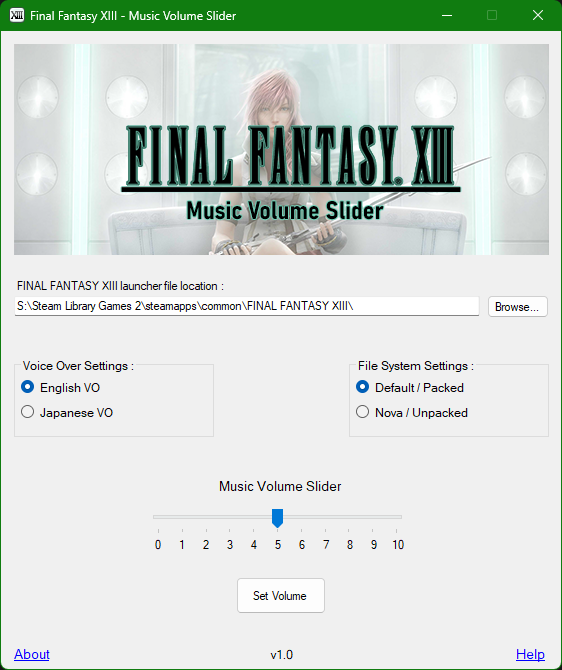 XIII Final Fantasy XIII - Music Volume Slider
FINAL FANTASY® XIII
Music Volume Slider
FINAL FANTASY XIII launcher file location :
S:\Steam Library Games 2\steamapps\common\FINAL FANTASY XIII\ Browse...
Voice Over Settings : File System Settings :
English VO Default / Packed
Japanese VO Nova / Unpacked
Music Volume Slider
0 1 2 3 4 5 6 7 8 9 10
Set Volume
About v1.0 Help